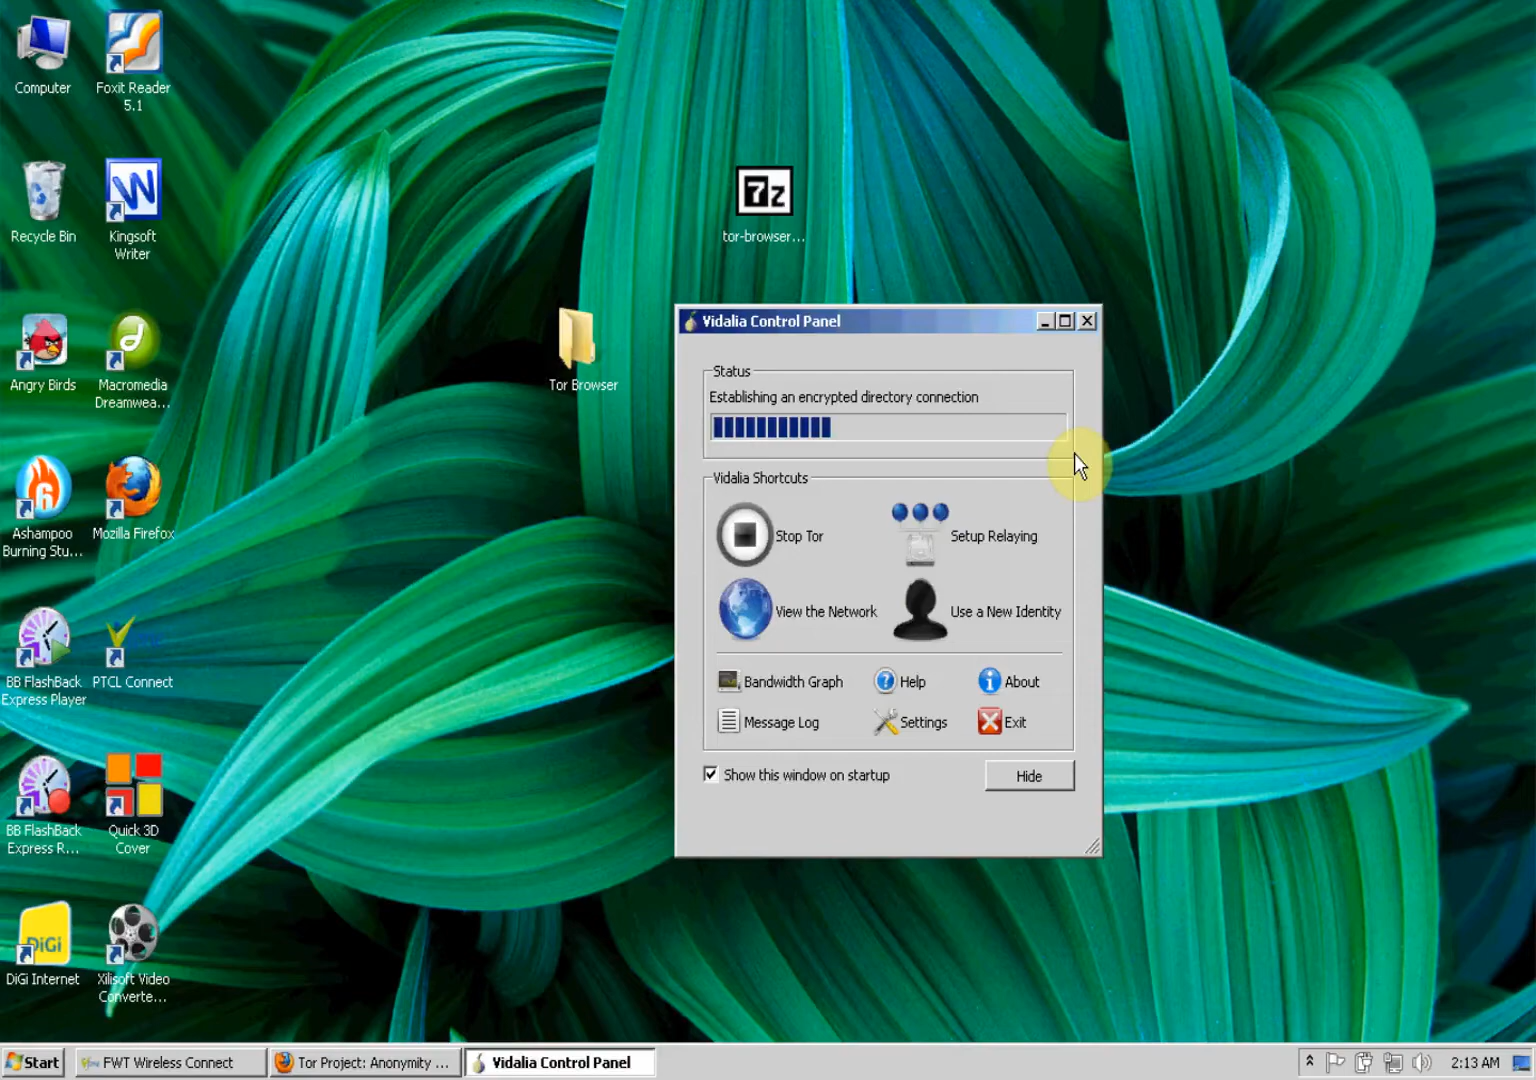 Computer
Foxit Reader
5.1
Recycle Bin
W
Kingsoft
Writer
7z
tor-browser...
Angry Birds
Macromedia
Dreamwea...
Tor Browser
Vidalia Control Panel
Status
Establishing an encrypted directory connection
Vidalia Shortcuts
Stop Tor
Setup Relaying
View the Network
Use a New Identity
Bandwidth Graph
Help
About
Message Log
Settings
Exit
Show this window on startup
Hide
6
Ashampoo
Burning Stu...
Mozilla Firefox
BB FlashBack
Express Player
PTCL Connect
BB FlashBack
Express R...
Quick 3D
Cover
DiGi
DiGi Internet
Xilisoft Video
Converte...
Start
FWT Wireless Connect
Tor Project: Anonymity ...
Vidalia Control Panel
2:13 AM